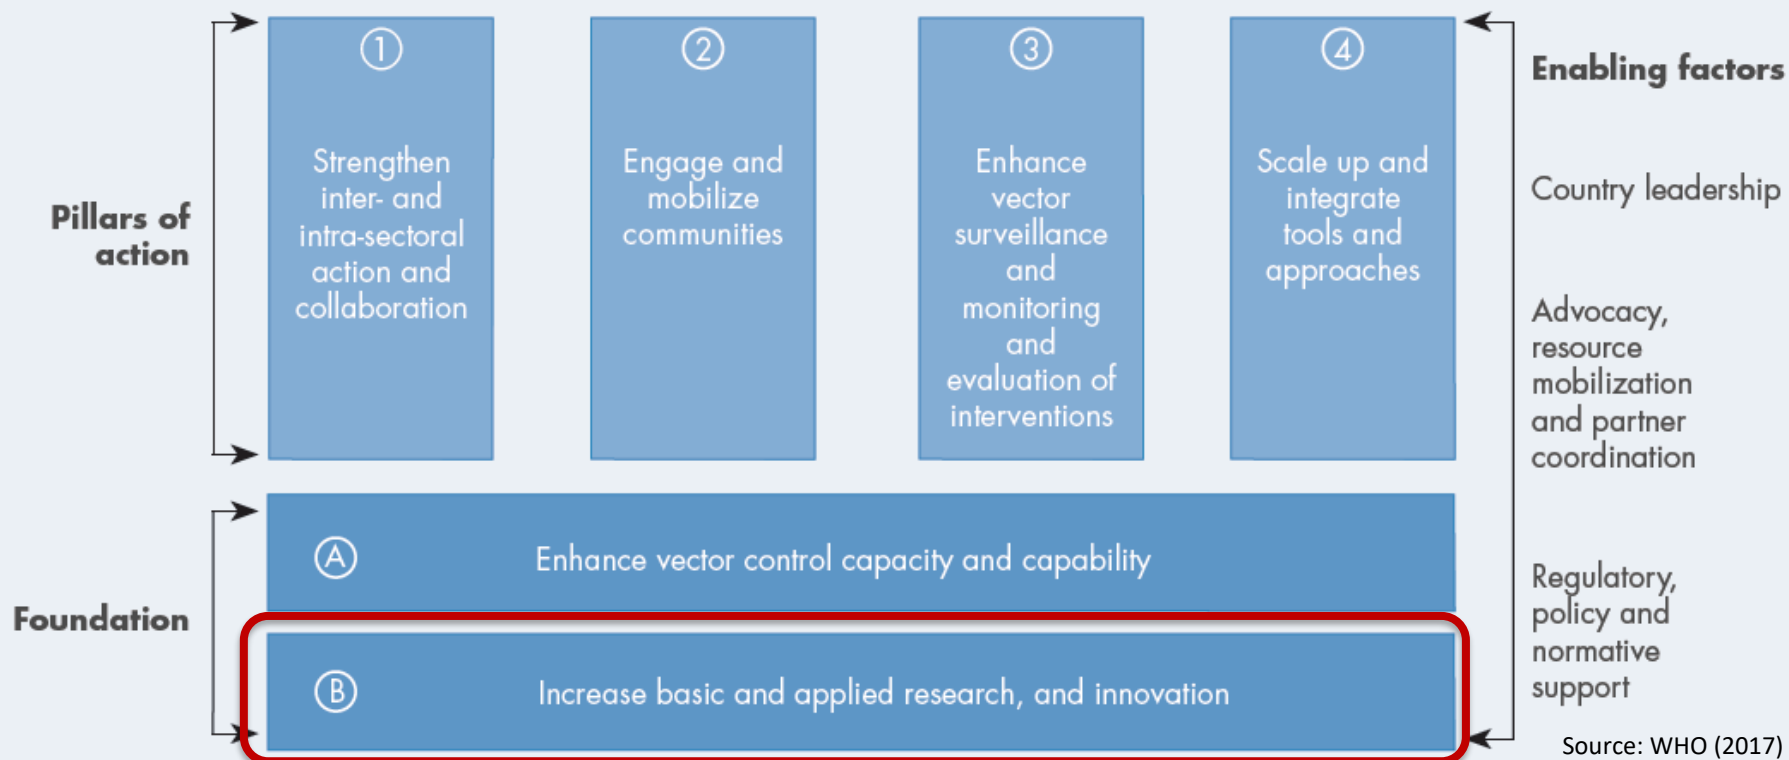 Pillars of
action
①
Strengthen
inter- and
intra-sectoral
action and
collaboration
②
Engage and
mobilize
communities
③
Enhance
vector
surveillance
and
monitoring
and
evaluation of
interventions
④
Scale up and
integrate
tools and
approaches
Foundation
Ⓐ
Enhance vector control capacity and capability
Ⓑ
Increase basic and applied research, and innovation
Enabling factors
Country leadership
Advocacy,
resource
mobilization
and partner
coordination
Regulatory,
policy and
normative
support
Source: WHO (2017)